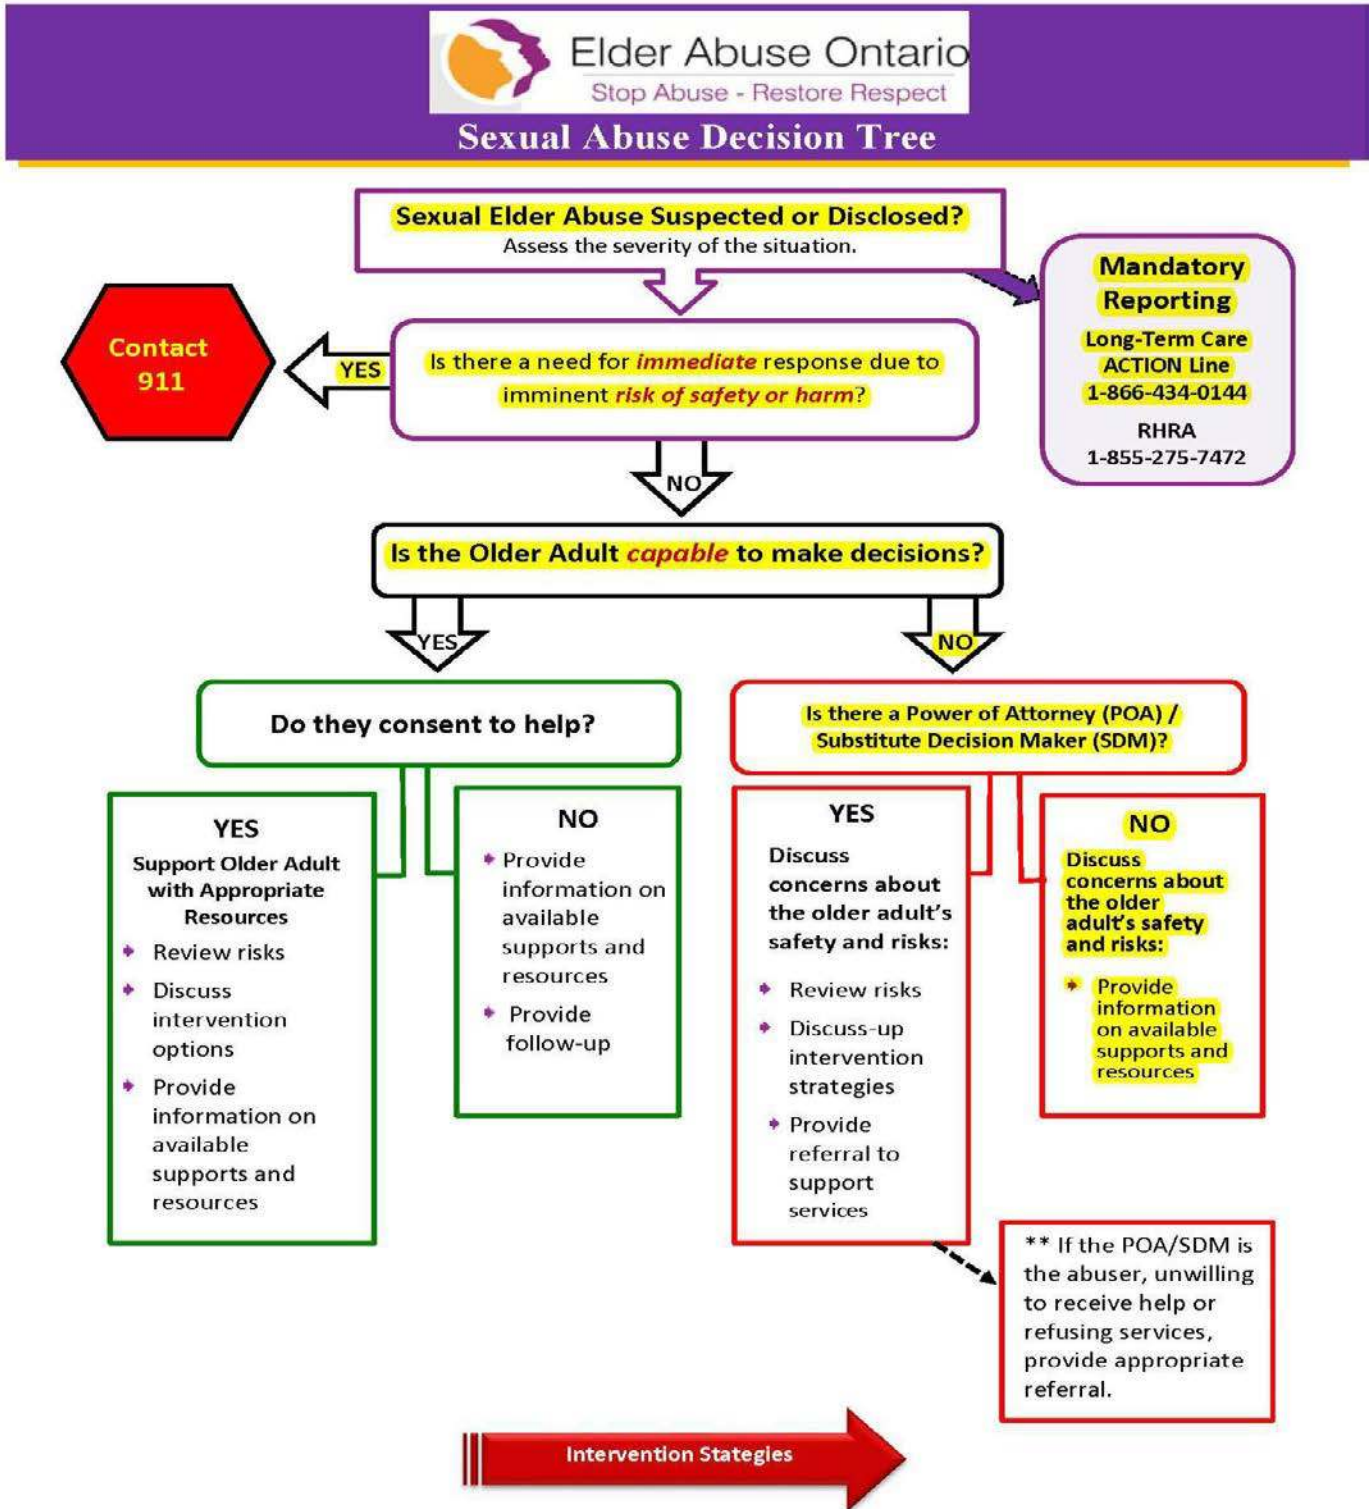 Elder Abuse Ontario
Stop Abuse - Restore Respect
Sexual Abuse Decision Tree
Sexual Elder Abuse Suspected or Disclosed?
Assess the severity of the situation.
Mandatory
Reporting
Long-Term Care
ACTION Line
1-866-434-0144
RHRA
1-855-275-7472
Contact
911
YES
Is there a need for immediate response due to
imminent risk of safety or harm?
NO
Is the Older Adult capable to make decisions?
YES
NO
Do they consent to help?
Is there a Power of Attorney (POA) /
Substitute Decision Maker (SDM)?
YES
Support Older Adult
with Appropriate
Resources
Review risks
Discuss
intervention
options
Provide
information on
available
supports and
resources
NO
Provide
information on
available
supports and
resources
Provide
follow-up
YES
Discuss
concerns about
the older adult's
safety and risks:
Review risks
Discuss-up
intervention
strategies
Provide
referral to
support
services
NO
Discuss
concerns about
the older
adult's safety
and risks:
Provide
information
on available
supports and
resources
** If the POA/SDM is
the abuser, unwilling
to receive help or
refusing services,
provide appropriate
referral.
Intervention Stategies